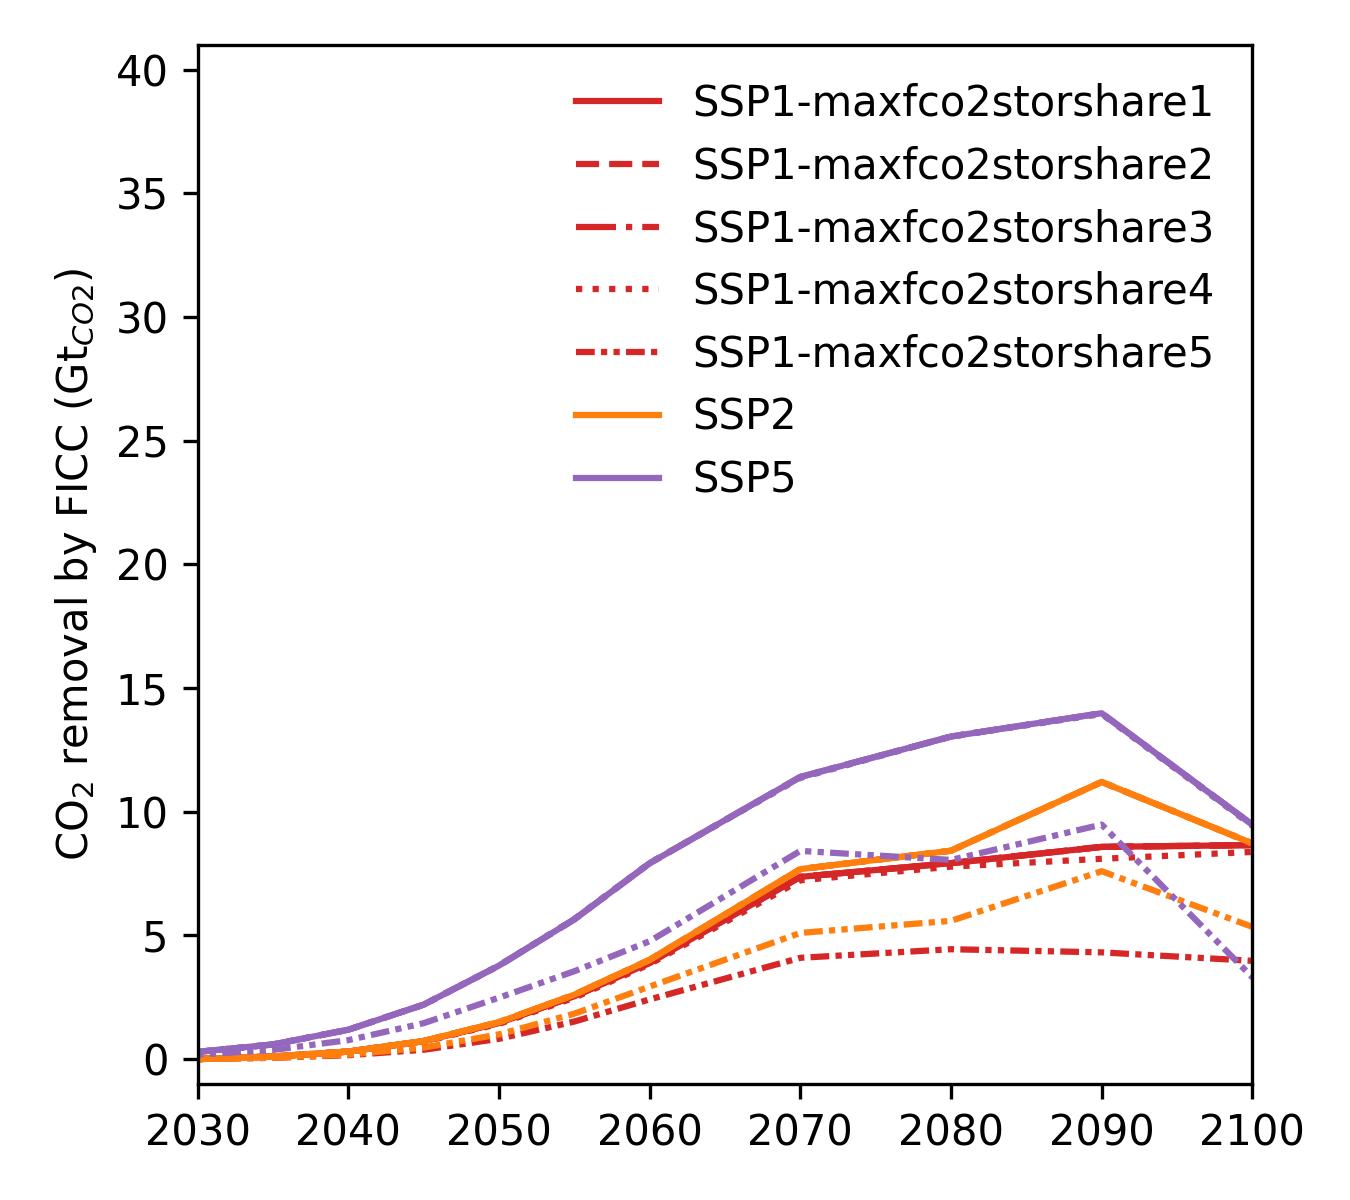 CO₂ removal by FICC (Gt_CO2)
40
35
30
25
20
15
10
5
0
SSP1-maxfco2storshare1
SSP1-maxfco2storshare2
SSP1-maxfco2storshare3
SSP1-maxfco2storshare4
SSP1-maxfco2storshare5
SSP2
SSP5
2030 2040 2050 2060 2070 2080 2090 2100